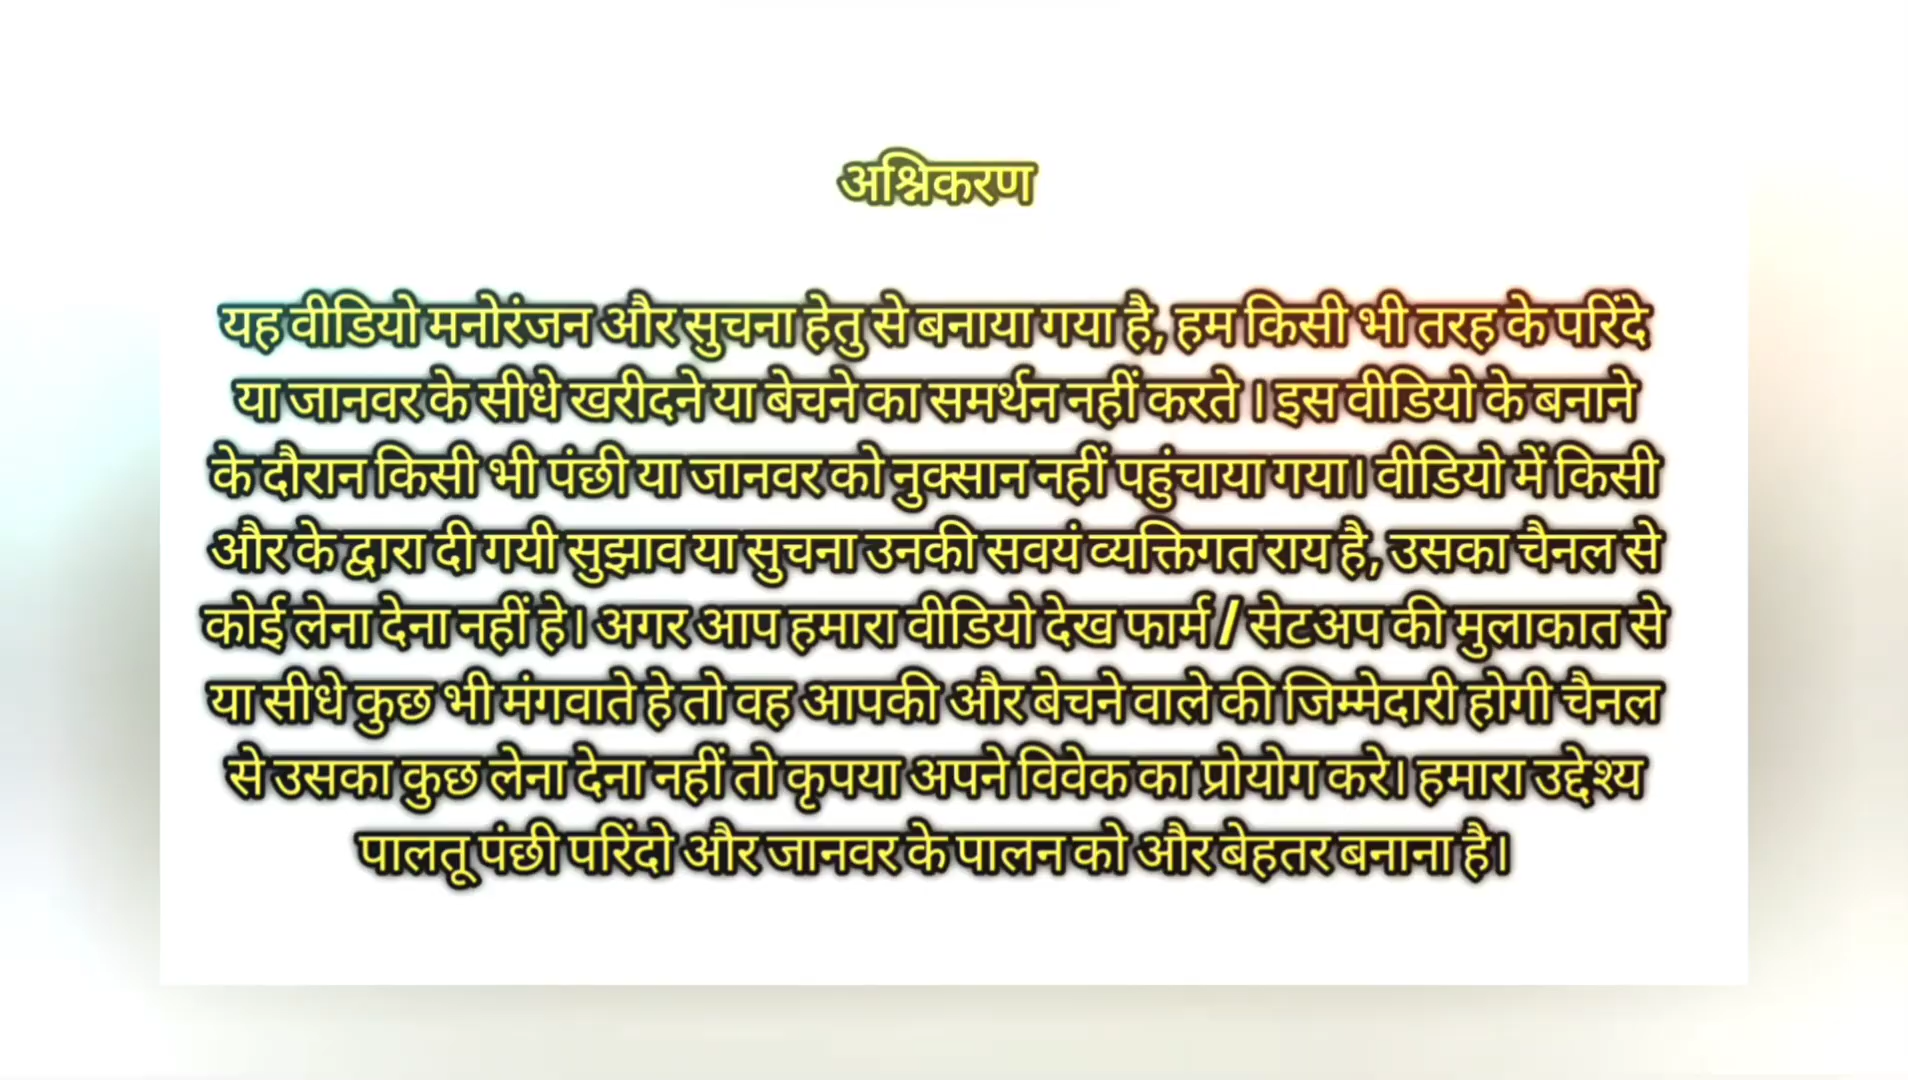 अश्विकरण
यह वीडियो मनोरंजन और सुचना हेतु से बनाया गया है, हम किसी भी तरह के परिंदे
या जानवर के सीधे खरीदने या बेचने का समर्थन नहीं करते । इस वीडियो के बनाने
के दौरान किसी भी पंछी या जानवर को नुक्सान नहीं पहुंचाया गया। वीडियो में किसी
और के द्वारा दी गयी सुझाव या सुचना उनकी सवयं व्यक्तिगत राय है, उसका चैनल से
कोई लेना देना नहीं हे। अगर आप हमारा वीडियो देख फार्म / सेटअप की मुलाकात से
या सीधे कुछ भी मंगवाते हे तो वह आपकी और बेचने वाले की जिम्मेदारी होगी चैनल
से उसका कुछ लेना देना नहीं तो कृपया अपने विवेक का प्रोयोग करे। हमारा उद्देश्य
पालतू पंछी परिंदो और जानवर के पालन को और बेहतर बनाना है।